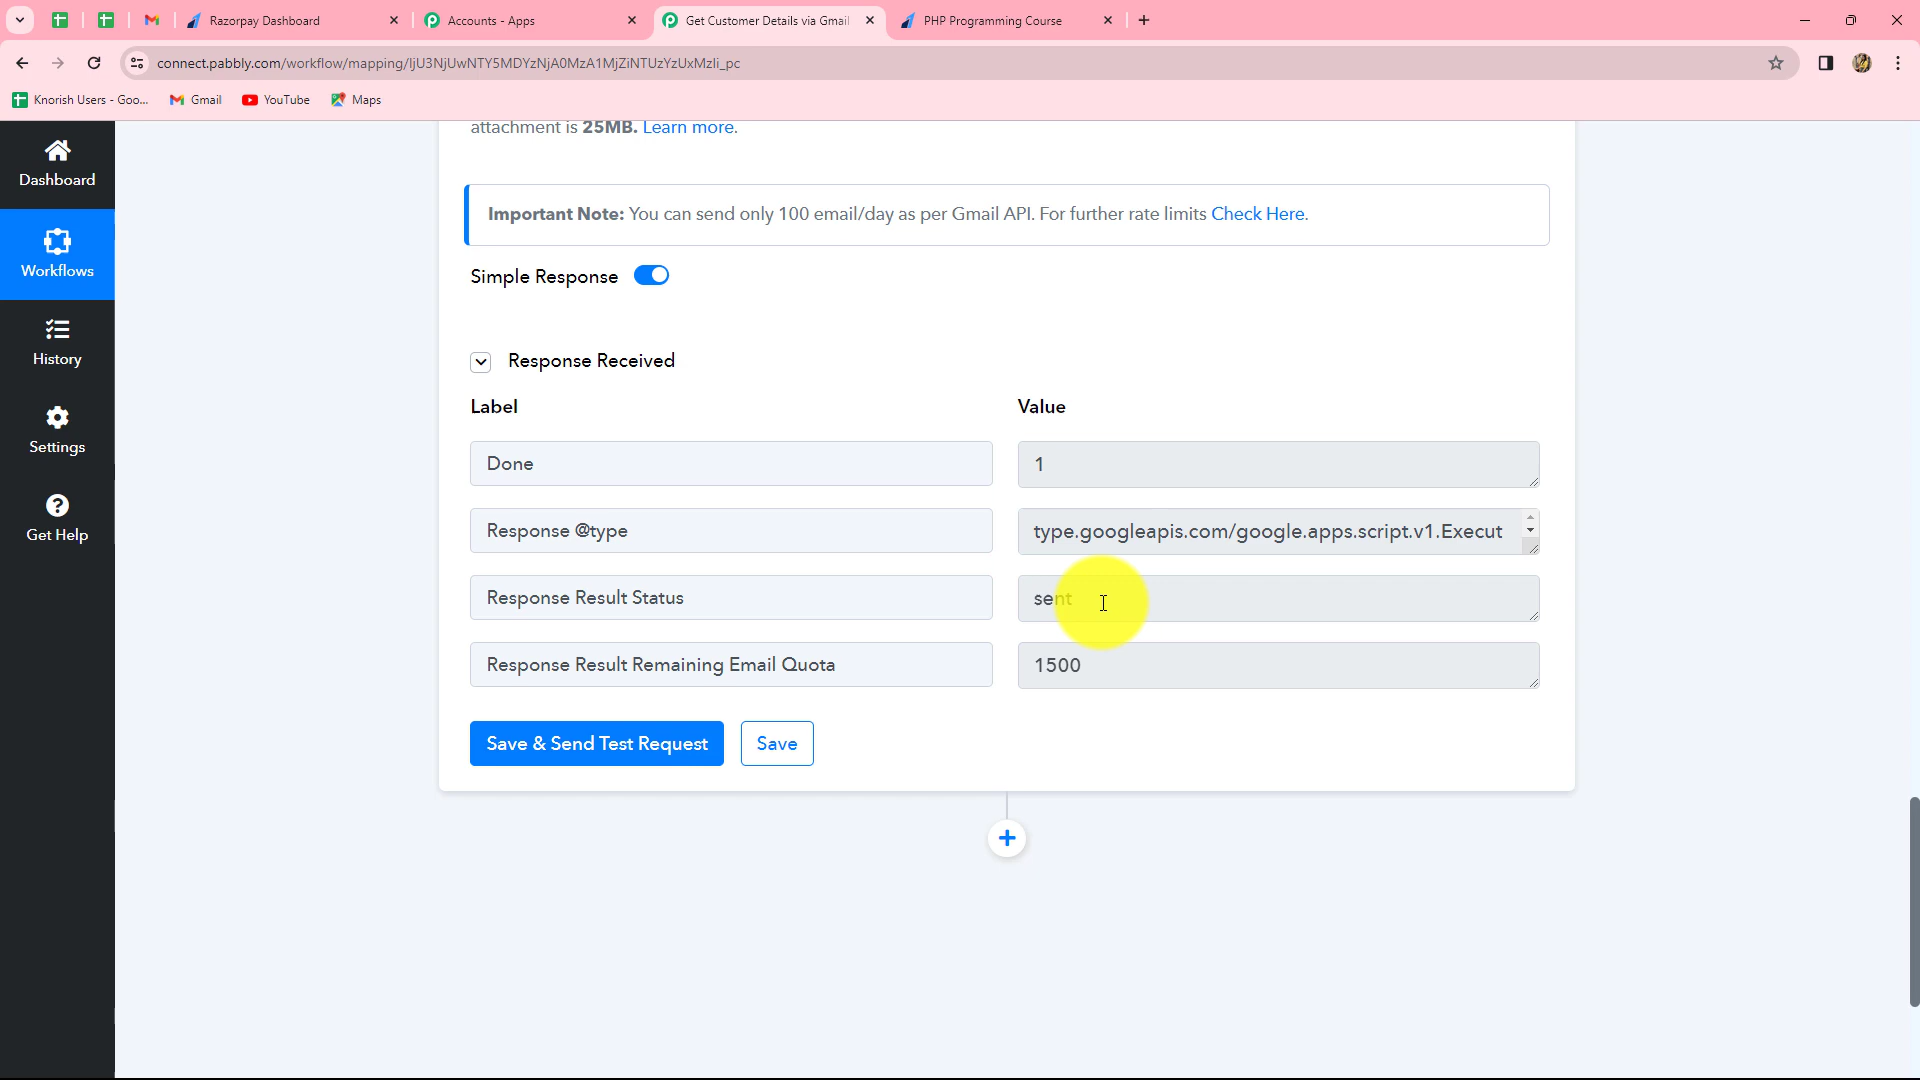 Razorpay Dashboard
Accounts - Apps
Get Customer Details via Gmail
PHP Programming Course
connect.pabbly.com/workflow/mapping/IjU3NjUwNTY5MDYzNjA0MzA1MjZiNTUzYzUxMzIi_pc
Knorish Users - Goo...
Gmail
YouTube
Maps
attachment is 25MB. Learn more.
Dashboard
Important Note: You can send only 100 email/day as per Gmail API. For further rate limits Check Here.
Workflows
Simple Response
History
Response Received
Label
Value
Settings
Done
1
Get Help
Response @type
type.googleapis.com/google.apps.script.v1.Execut
Response Result Status
sent
Response Result Remaining Email Quota
1500
Save & Send Test Request
Save